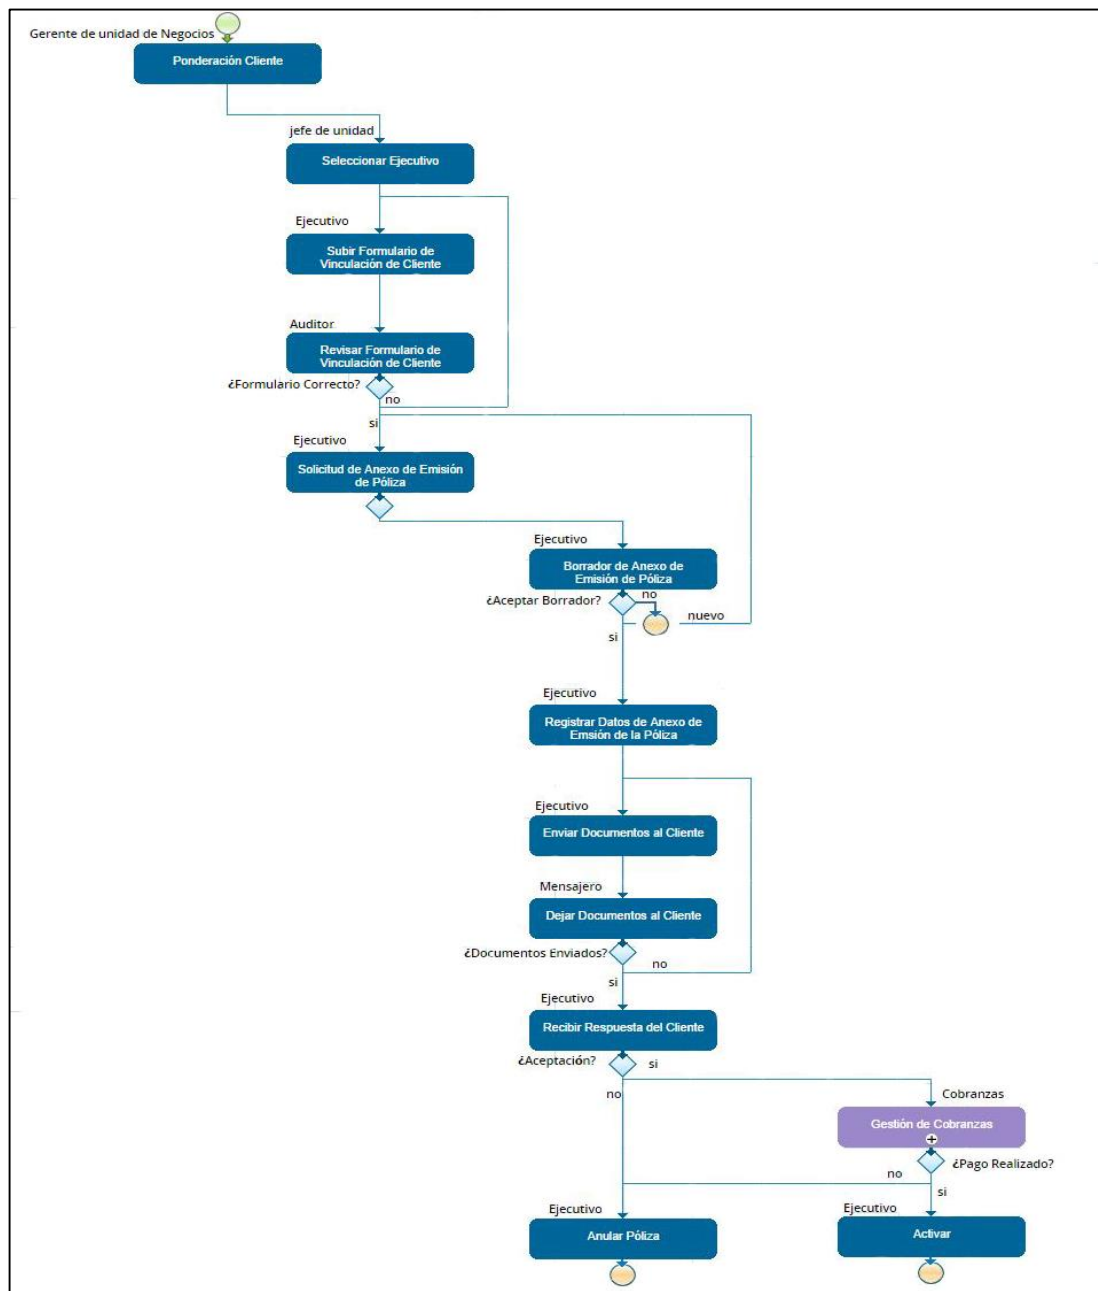 Gerente de unidad de Negocios
Ponderación Cliente
jefe de unidad
Seleccionar Ejecutivo
Ejecutivo
Subir Formulario de
Vinculación de Cliente
Auditor
Revisar Formulario de
Vinculación de Cliente
¿Formulario Correcto?
no
si
Ejecutivo
Solicitud de Anexo de Emisión
de Póliza
Ejecutivo
Borrador de Anexo de
Emisión de Póliza
¿Aceptar Borrador?
no
nuevo
si
Ejecutivo
Registrar Datos de Anexo de
Emsión de la Póliza
Ejecutivo
Enviar Documentos al Cliente
Mensajero
Dejar Documentos al Cliente
¿Documentos Enviados?
no
si
Ejecutivo
Recibir Respuesta del Cliente
¿Aceptación?
si
no
Cobranzas
Gestión de Cobranzas
¿Pago Realizado?
no
si
Ejecutivo
Anular Póliza
Ejecutivo
Activar